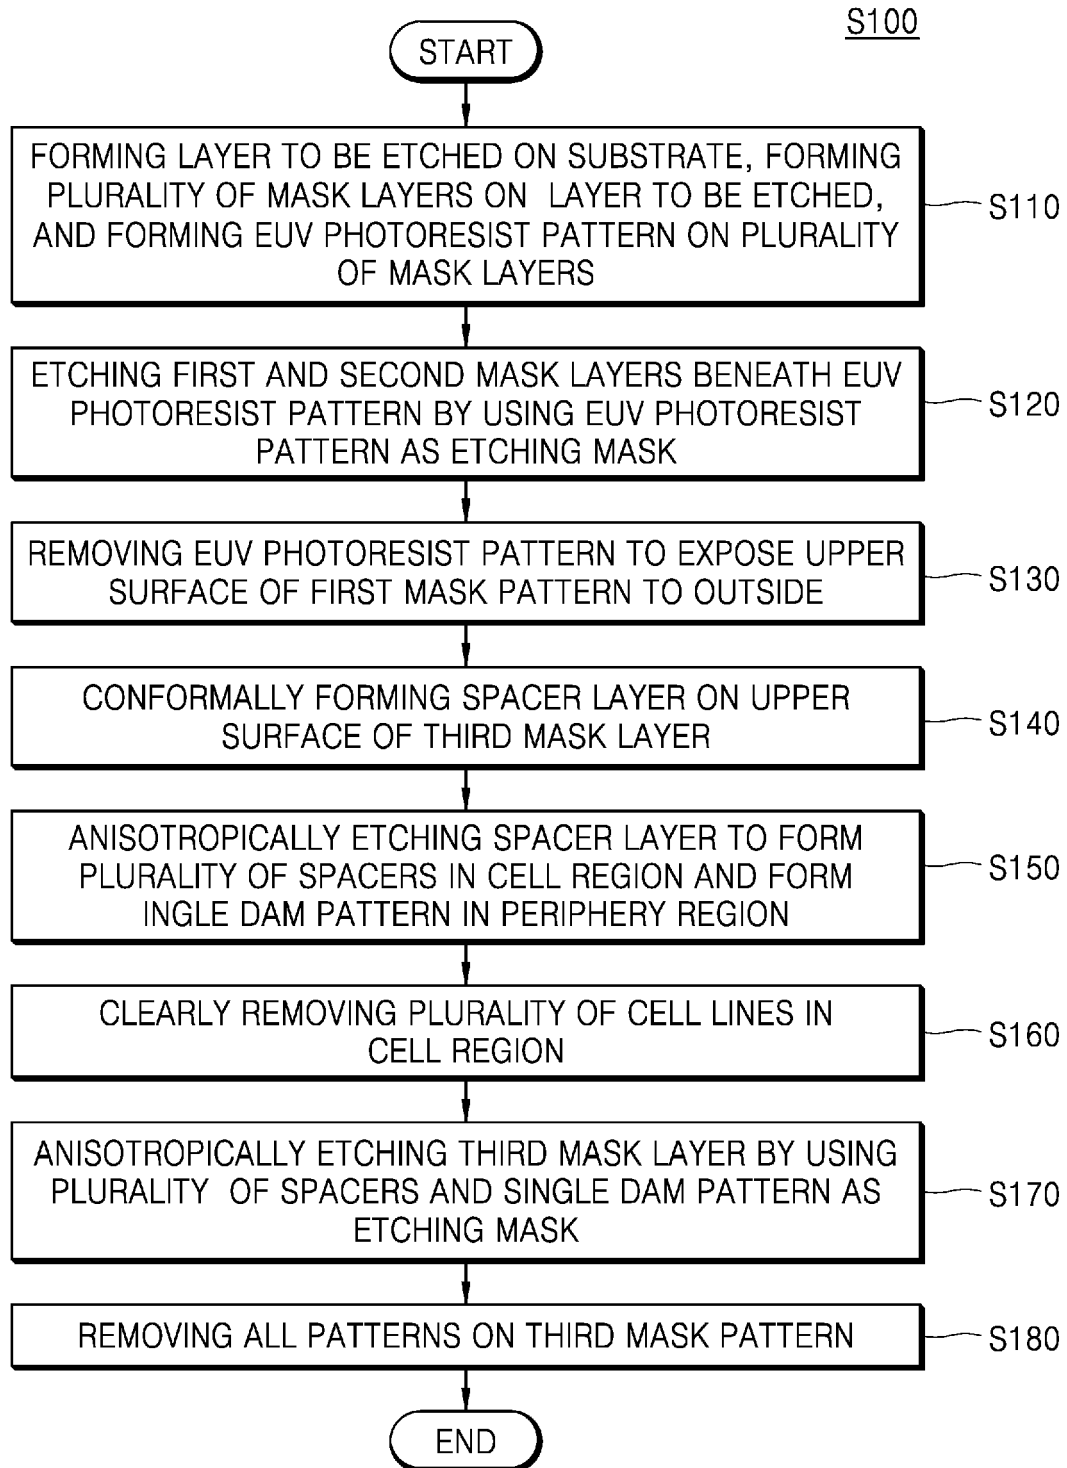 S100
START
FORMING LAYER TO BE ETCHED ON SUBSTRATE, FORMING
PLURALITY OF MASK LAYERS ON LAYER TO BE ETCHED,
AND FORMING EUV PHOTORESIST PATTERN ON PLURALITY
OF MASK LAYERS
S110
ETCHING FIRST AND SECOND MASK LAYERS BENEATH EUV
PHOTORESIST PATTERN BY USING EUV PHOTORESIST
PATTERN AS ETCHING MASK
S120
REMOVING EUV PHOTORESIST PATTERN TO EXPOSE UPPER
SURFACE OF FIRST MASK PATTERN TO OUTSIDE
S130
CONFORMALLY FORMING SPACER LAYER ON UPPER
SURFACE OF THIRD MASK LAYER
S140
ANISOTROPICALLY ETCHING SPACER LAYER TO FORM
PLURALITY OF SPACERS IN CELL REGION AND FORM
INGLE DAM PATTERN IN PERIPHERY REGION
S150
CLEARLY REMOVING PLURALITY OF CELL LINES IN
CELL REGION
S160
ANISOTROPICALLY ETCHING THIRD MASK LAYER BY USING
PLURALITY OF SPACERS AND SINGLE DAM PATTERN AS
ETCHING MASK
S170
REMOVING ALL PATTERNS ON THIRD MASK PATTERN
S180
END